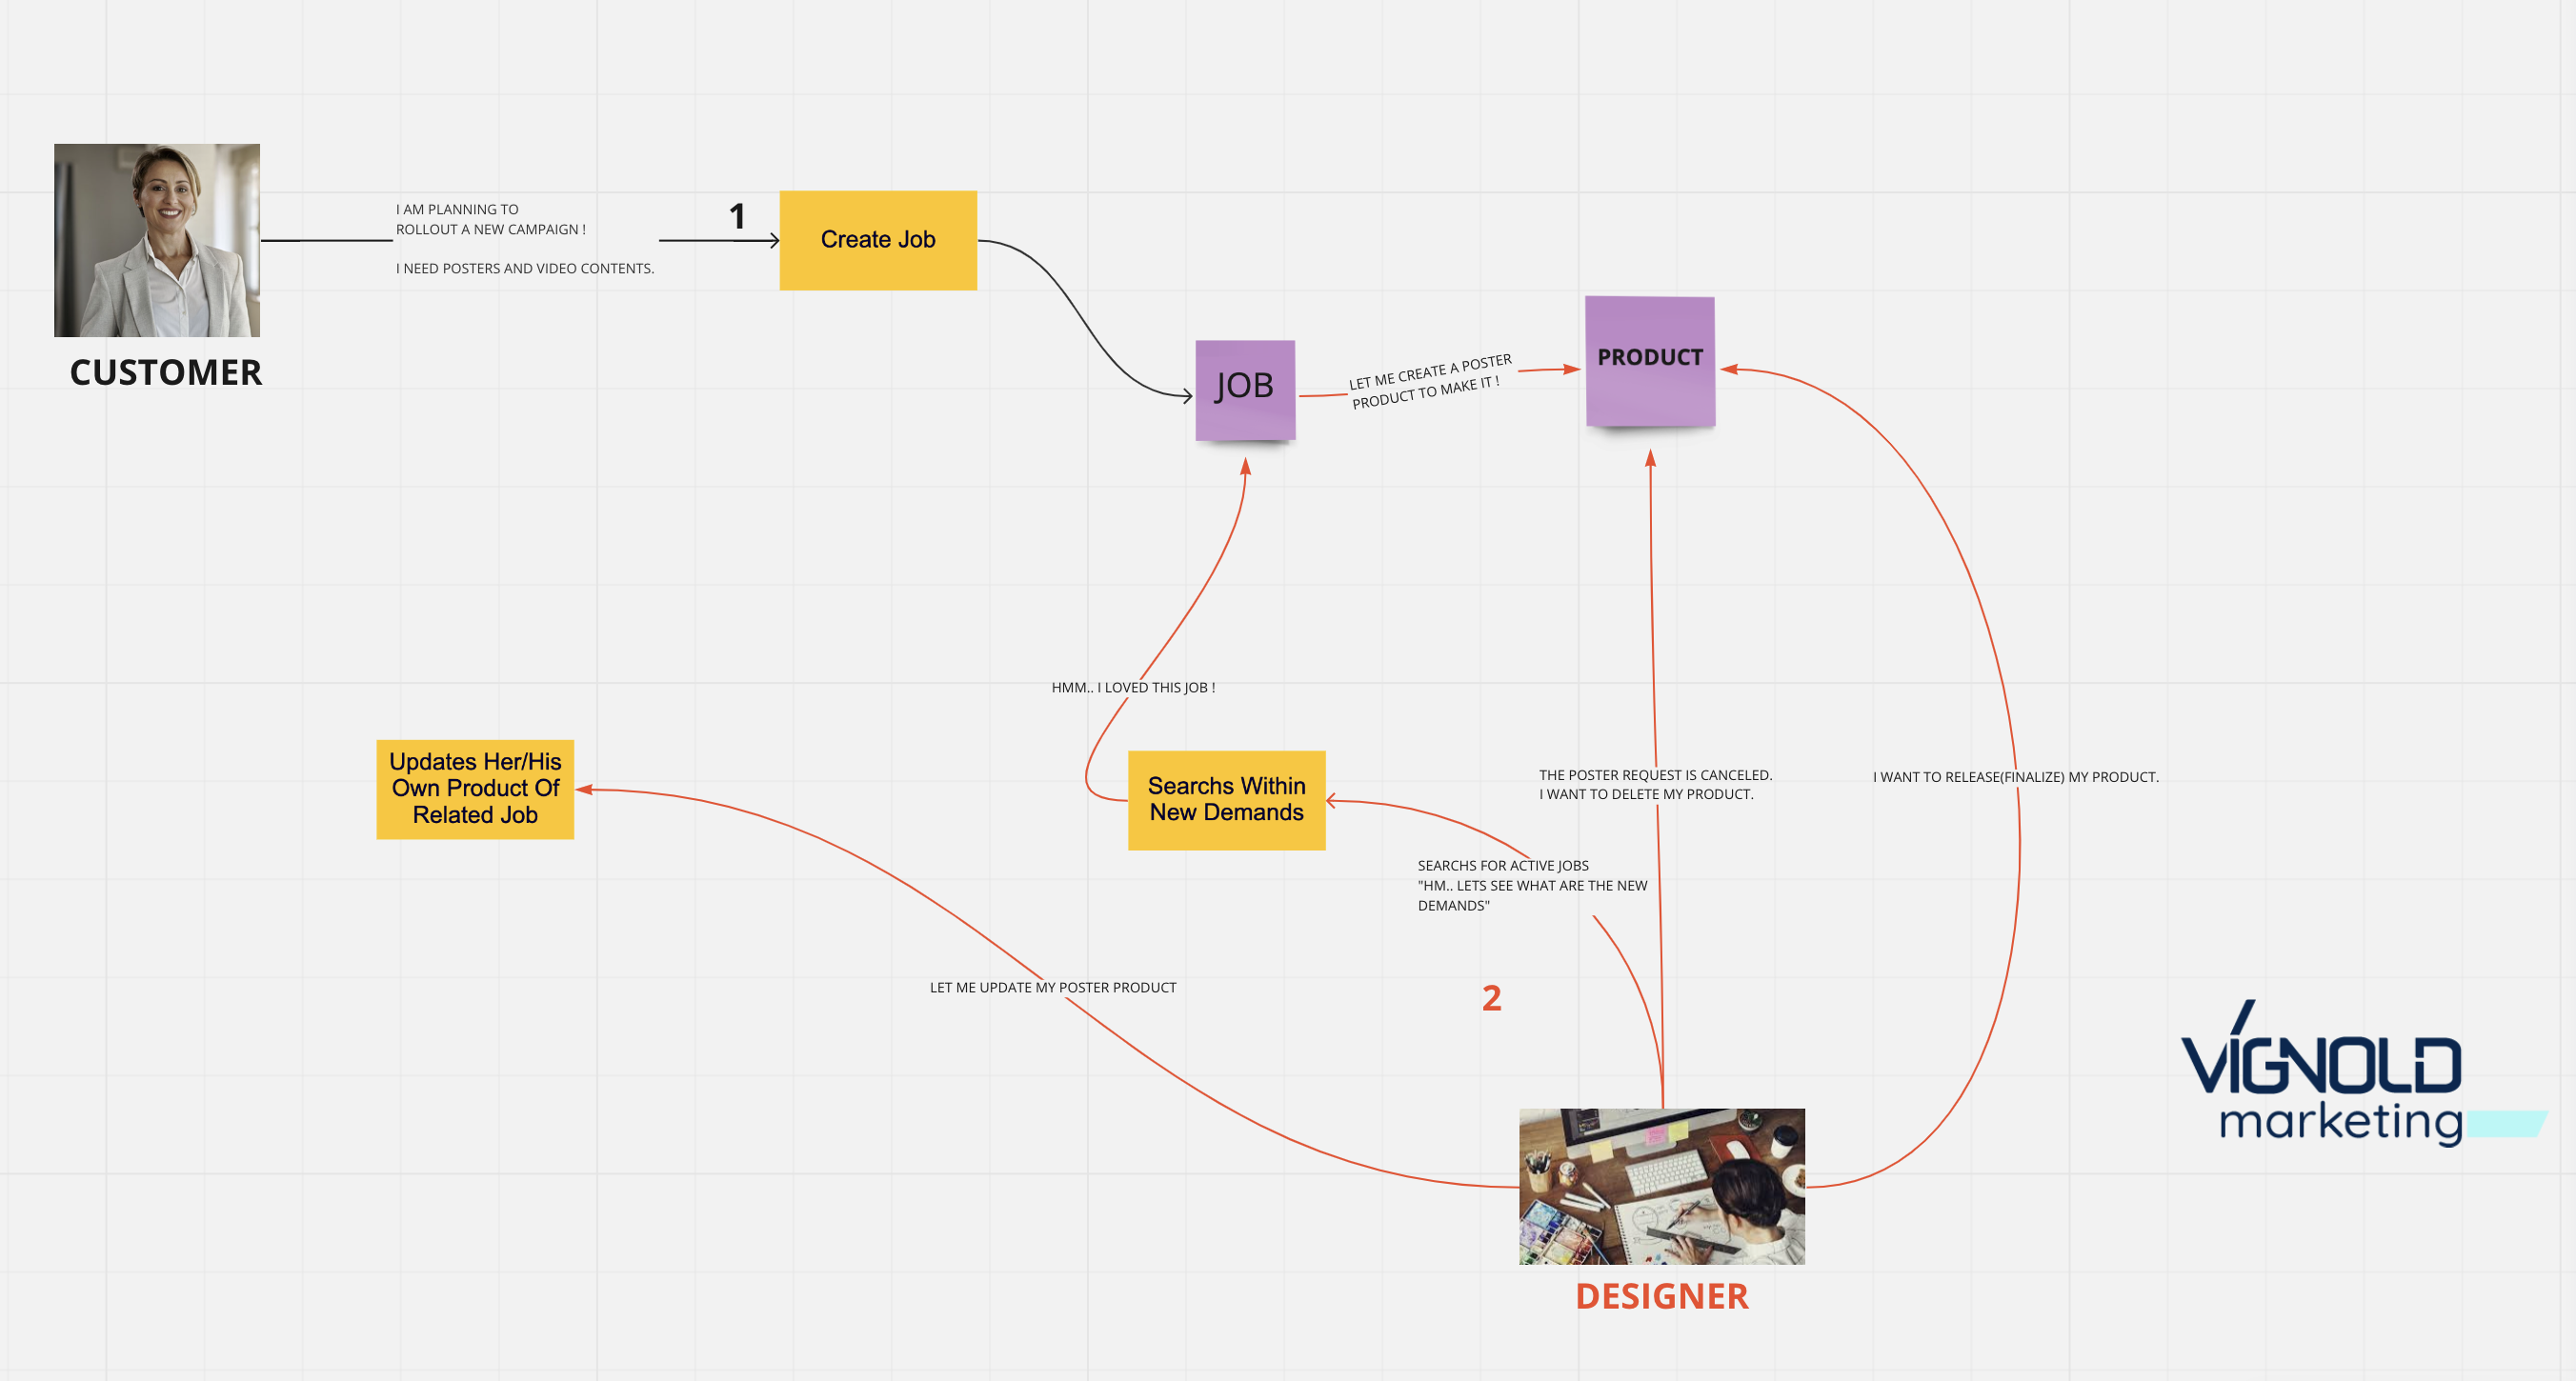 I AM PLANNING TO
ROLLOUT A NEW CAMPAIGN !
I NEED POSTERS AND VIDEO CONTENTS.
1
Create Job
CUSTOMER
JOB
LET ME CREATE A POSTER
PRODUCT TO MAKE IT !
PRODUCT
HMM.. I LOVED THIS JOB !
Updates Her/His
Own Product Of
Related Job
Searchs Within
New Demands
THE POSTER REQUEST IS CANCELED.
I WANT TO DELETE MY PRODUCT.
I WANT TO RELEASE(FINALIZE) MY PRODUCT.
SEARCHS FOR ACTIVE JOBS
"HM.. LETS SEE WHAT ARE THE NEW
DEMANDS"
LET ME UPDATE MY POSTER PRODUCT
2
VIGNOLD
marketing
DESIGNER